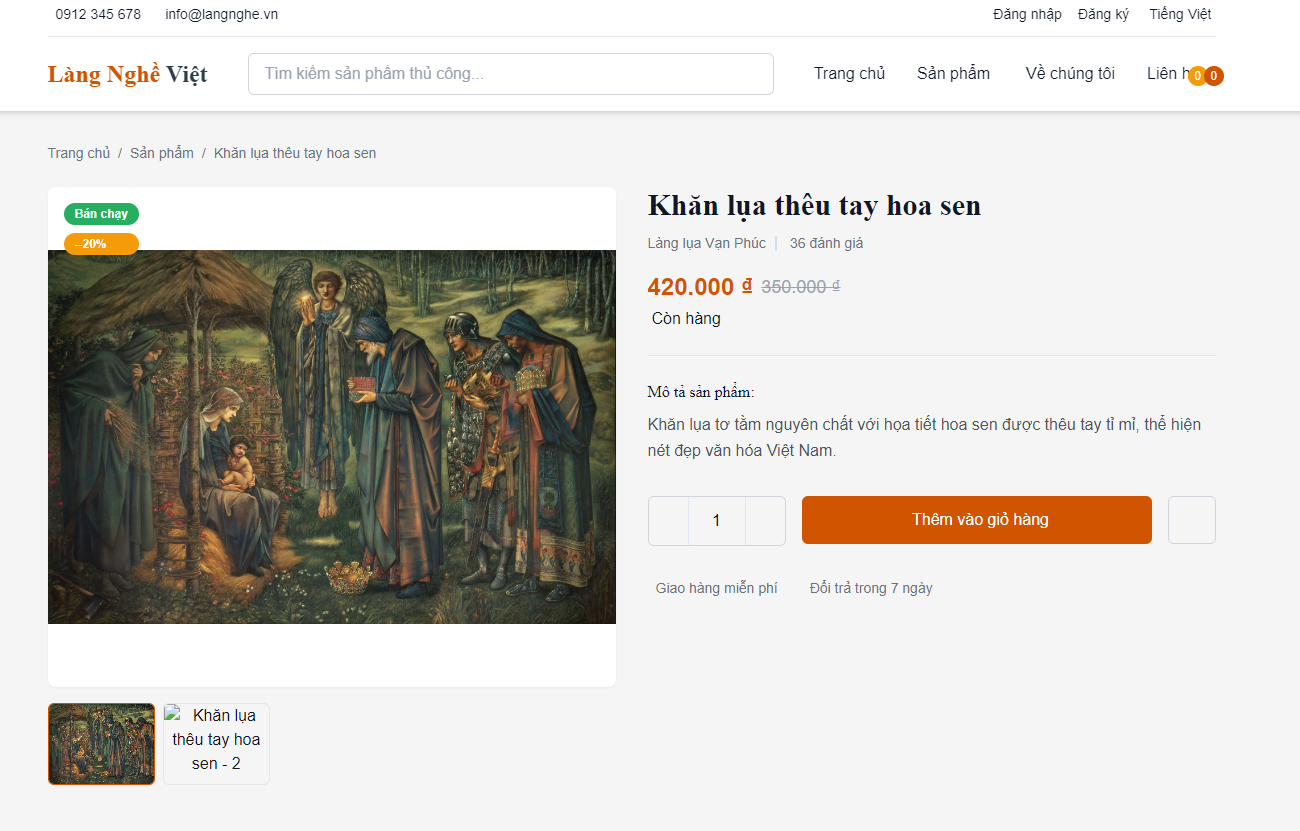 0912 345 678 info@langnghe.vn Đăng nhập Đăng ký Tiếng Việt
Làng Nghề Việt Tìm kiếm sản phẩm thủ công... Trang chủ Sản phẩm Về chúng tôi Liên h 0 0
Trang chủ / Sản phẩm / Khăn lụa thêu tay hoa sen
Bán chạy
--20%
Khăn lụa thêu tay hoa sen
Làng lụa Vạn Phúc 36 đánh giá
420.000 ₫ 350.000 ₫
Còn hàng
Mô tả sản phẩm:
Khăn lụa tơ tằm nguyên chất với họa tiết hoa sen được thêu tay tỉ mỉ, thể hiện
nét đẹp văn hóa Việt Nam.
1 Thêm vào giỏ hàng
Giao hàng miễn phí Đổi trả trong 7 ngày
Khăn lụa
thêu tay hoa
sen - 2